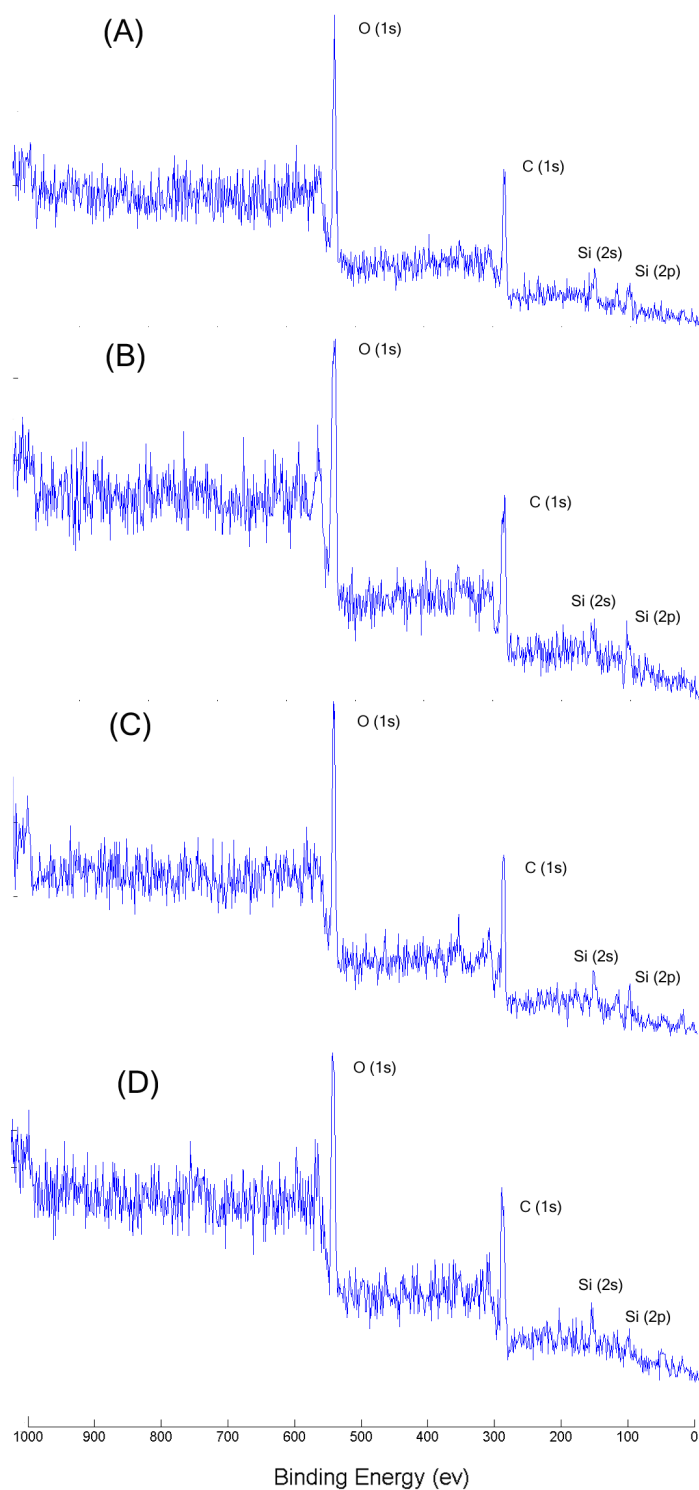 (A)
O (1s)
C (1s)
Si (2s)
Si (2p)
(B)
O (1s)
C (1s)
Si (2s)
Si (2p)
(C)
O (1s)
C (1s)
Si (2s)
Si (2p)
(D)
O (1s)
C (1s)
Si (2s)
Si (2p)
1000 900 800 700 600 500 400 300 200 100 0
Binding Energy (ev)